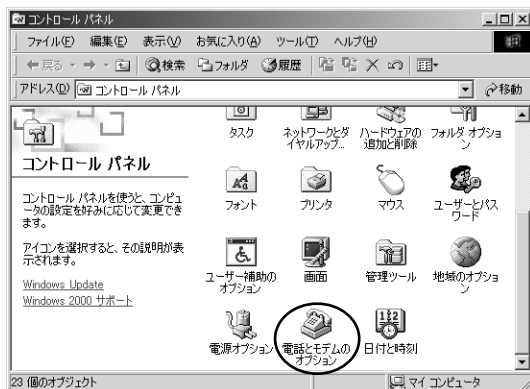 コントロール パネル
ファイル(F) 編集(E) 表示(V) お気に入り(A) ツール(T) ヘルプ(H)
戻る 検索 フォルダ 履歴
アドレス(D) コントロール パネル 移動
タスク ネットワークとダ ハードウェアの フォルダ オプショ
イヤルアップ... 追加と削除 ン
コントロール パネル
フォント プリンタ マウス ユーザーとパス
ワード
コントロール パネルを使うと、コンピュ
ータの設定を好みに応じて変更でき
ます。
アイコンを選択すると、その説明が表
示されます。
Windows Update
Windows 2000 サポート
ユーザー補助の 画面 管理ツール 地域のオプショ
オプション ン
電源オプション 電話とモデムの 日付と時刻
オプション
23 個のオブジェクト マイ コンピュータ